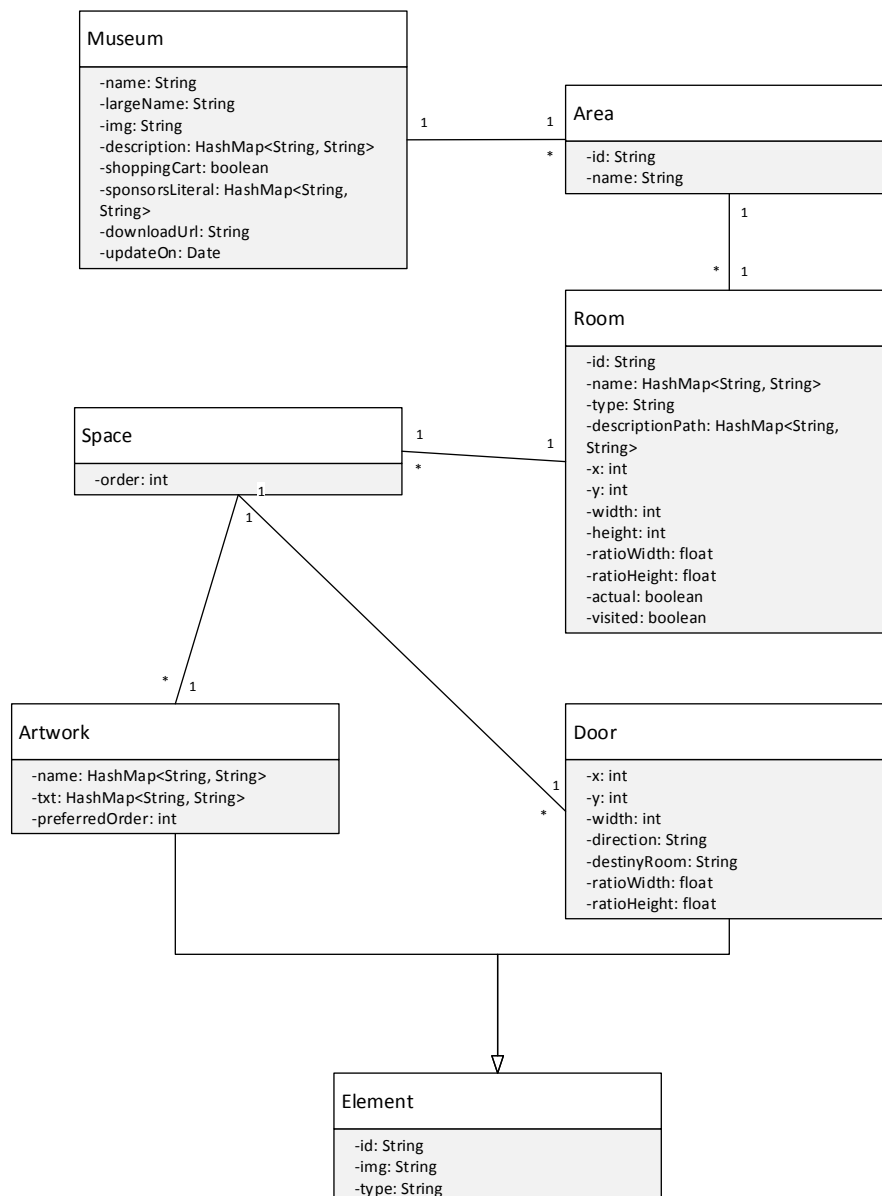 Museum
-name: String
-largeName: String
-img: String
-description: HashMap<String, String>
-shoppingCart: boolean
-sponsorsLiteral: HashMap<String,
String>
-downloadUrl: String
-updateOn: Date
1
1
*
Area
-id: String
-name: String
1
*
1
Room
-id: String
-name: HashMap<String, String>
-type: String
-descriptionPath: HashMap<String,
String>
-x: int
-y: int
-width: int
-height: int
-ratioWidth: float
-ratioHeight: float
-actual: boolean
-visited: boolean
Space
-order: int
1
*
1
1
1
*
1
1
*
Artwork
-name: HashMap<String, String>
-txt: HashMap<String, String>
-preferredOrder: int
Door
-x: int
-y: int
-width: int
-direction: String
-destinyRoom: String
-ratioWidth: float
-ratioHeight: float
Element
-id: String
-img: String
-type: String